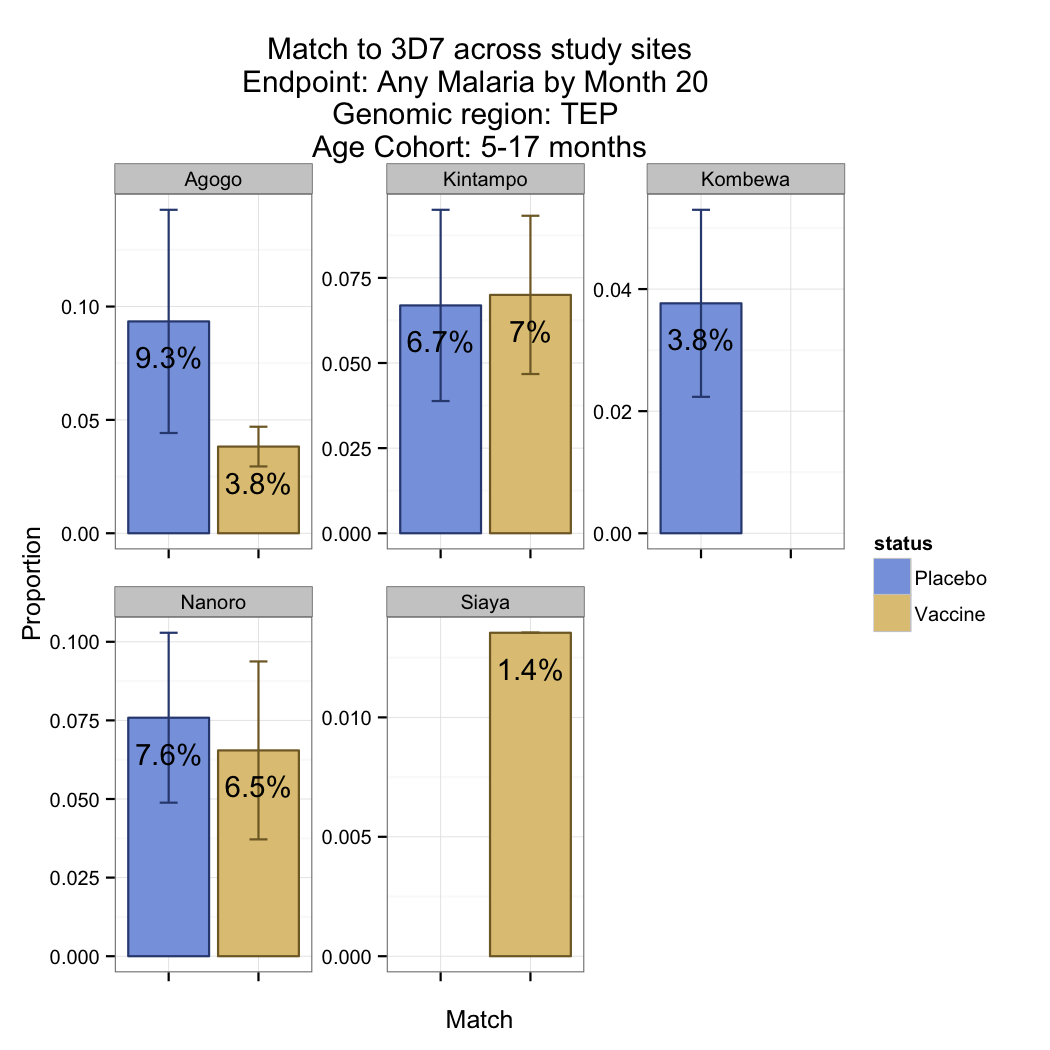 Match to 3D7 across study sites
Endpoint: Any Malaria by Month 20
Genomic region: TEP
Age Cohort: 5-17 months
Agogo
Kintampo
Kombewa
0.10
0.05
0.00
9.3%
3.8%
0.075
0.050
0.025
0.000
6.7%
7%
0.04
0.02
0.00
3.8%
Proportion
status
Placebo
Vaccine
Nanoro
Siaya
0.100
0.075
0.050
0.025
0.000
7.6%
6.5%
0.010
0.005
0.000
1.4%
Match